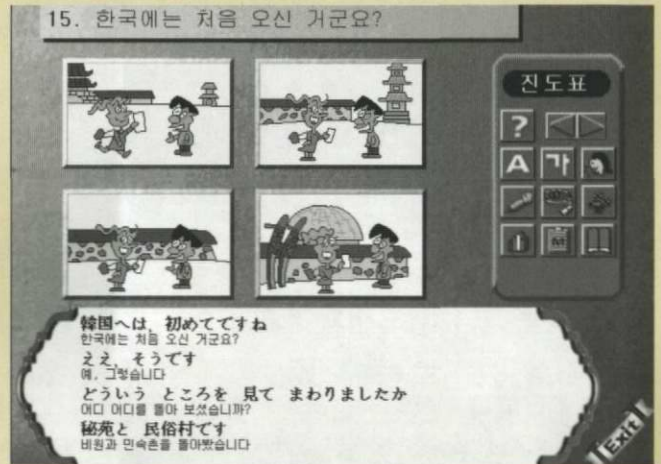 15. 한국에는 처음 오신 거군요?
진도표
?
A 가
韓国へは, 初めてですね
한국에는 처음 오신 거군요?
ええ, そうです
예, 그렇습니다
どういう ところを 見て まわりましたか
어디 어디를 돌아 보셨습니까?
秘苑と 民俗村です
비원과 민속촌을 돌아봤습니다
Exit